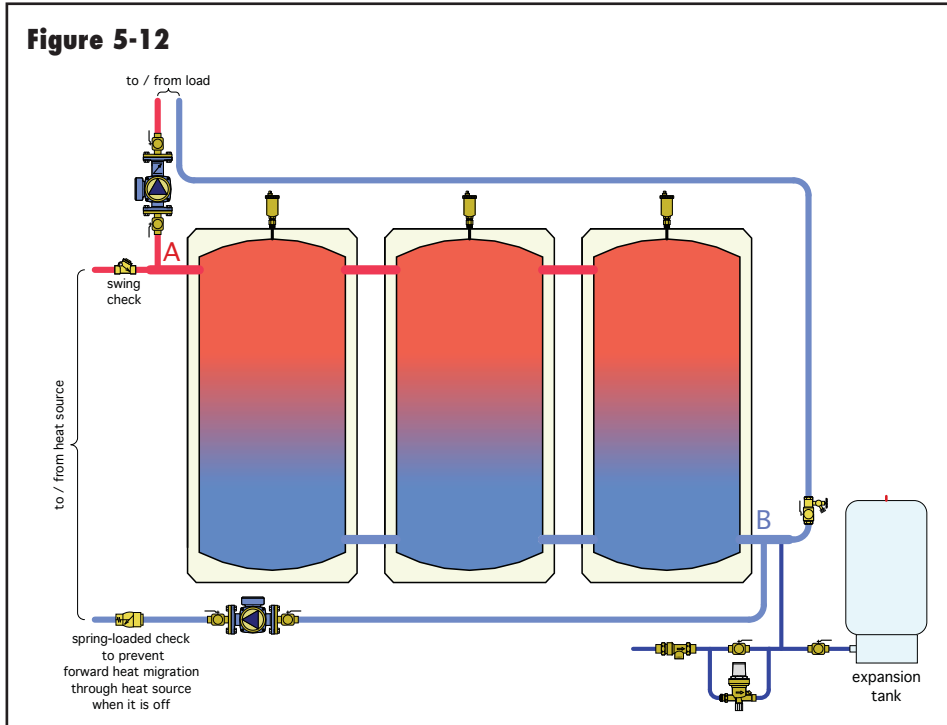 Figure 5-12
to / from load
A
swing
check
to / from heat source
B
spring-loaded check
to prevent
forward heat migration
through heat source
when it is off
expansion
tank